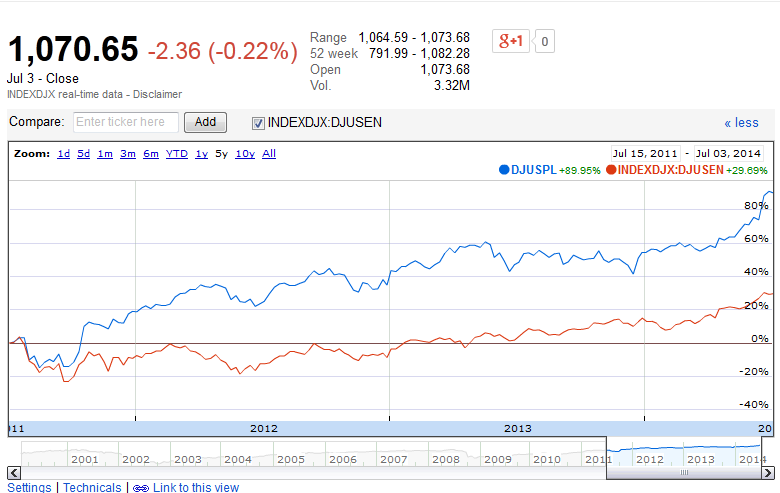 1,070.65 -2.36 (-0.22%)
Jul 3 - Close
INDEXDJX real-time data - Disclaimer
Range 1,064.59 - 1,073.68
52 week 791.99 - 1,082.28
Open 1,073.68
Vol. 3.32M
g+1 0
Compare: Enter ticker here Add INDEXDJX:DJUSEN « less
Zoom: 1d 5d 1m 3m 6m YTD 1y 5y 10y All Jul 15, 2011 - Jul 03, 2014
DJUSPL +89.95% INDEXDJX:DJUSEN +29.69%
80%
60%
40%
20%
0%
-20%
-40%
11 2012 2013 20
2001 2002 2003 2004 2005 2006 2007 2008 2009 2010 2011 2012 2013 2014
Settings | Technicals | Link to this view